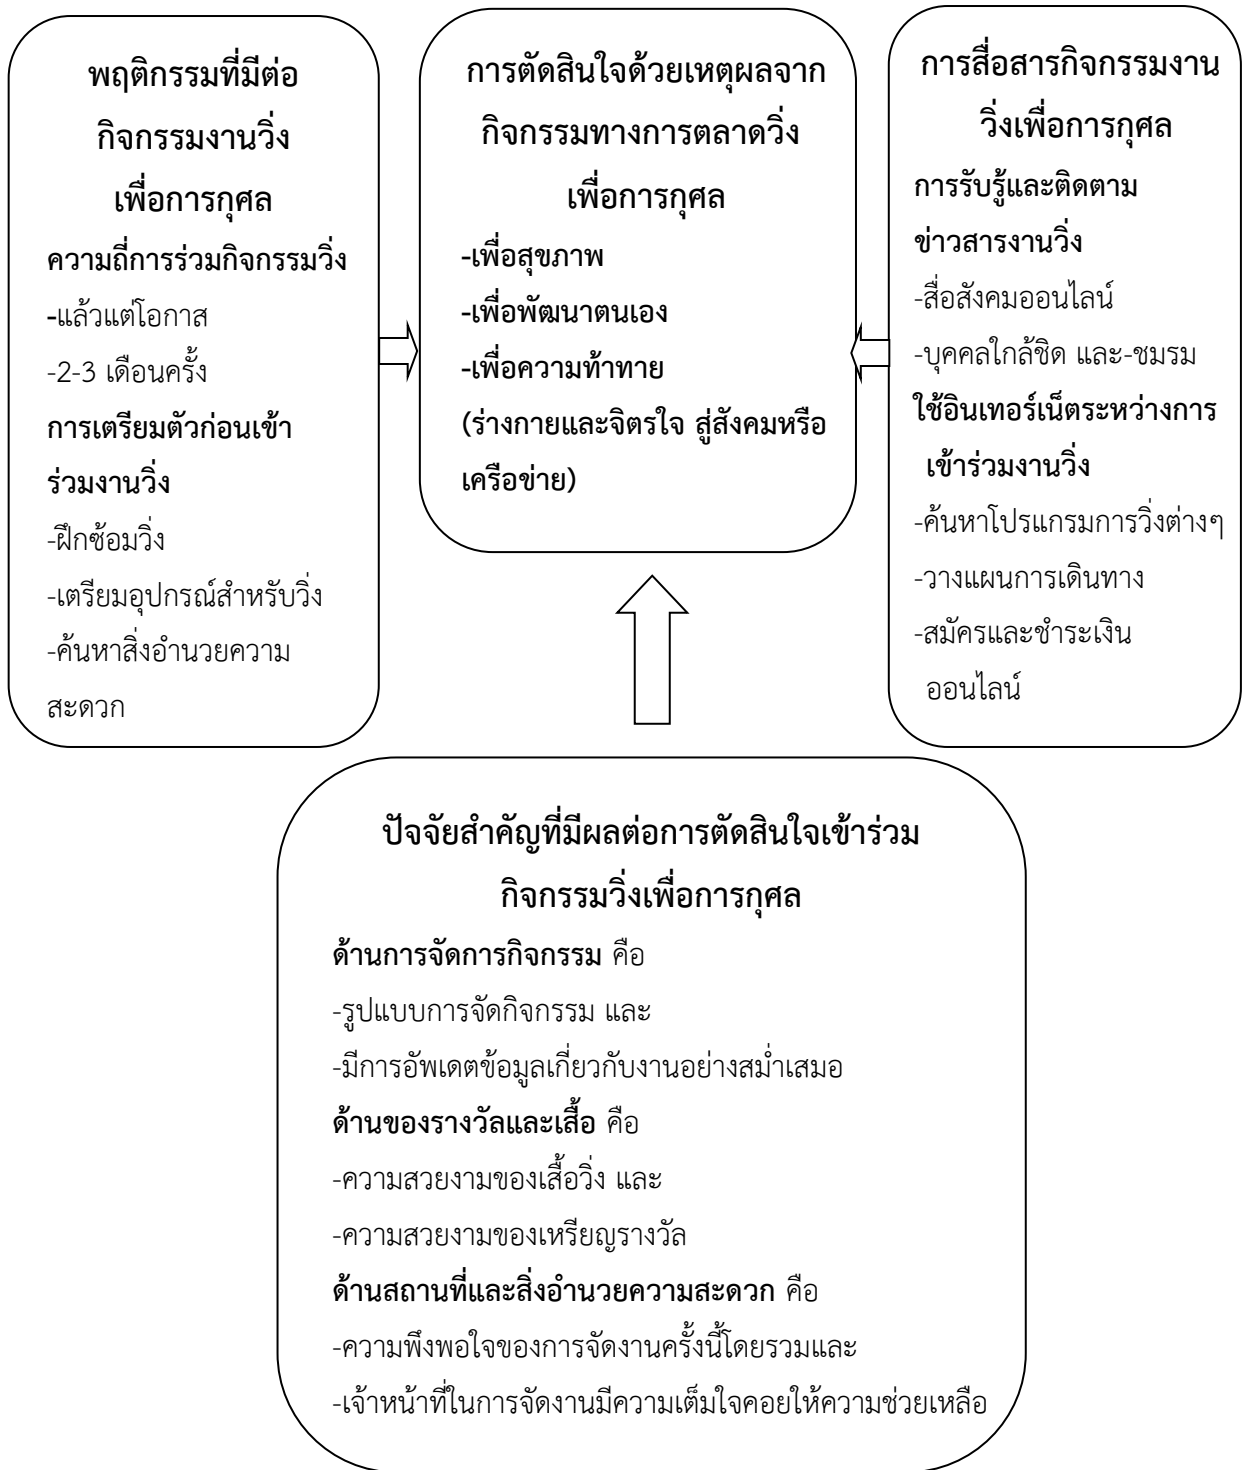 พฤติกรรมที่มีต่อ
กิจกรรมงานวิ่ง
เพื่อการกุศล
ความถี่การร่วมกิจกรรมวิ่ง
-แล้วแต่โอกาส
-2-3 เดือนครั้ง
การเตรียมตัวก่อนเข้า
ร่วมงานวิ่ง
-ฝึกซ้อมวิ่ง
-เตรียมอุปกรณ์สำหรับวิ่ง
-ค้นหาสิ่งอำนวยความ
สะดวก
การตัดสินใจด้วยเหตุผลจาก
กิจกรรมทางการตลาดวิ่ง
เพื่อการกุศล
-เพื่อสุขภาพ
-เพื่อพัฒนาตนเอง
-เพื่อความท้าทาย
(ร่างกายและจิตรใจ สู่สังคมหรือ
เครือข่าย)
การสื่อสารกิจกรรมงาน
วิ่งเพื่อการกุศล
การรับรู้และติดตาม
ข่าวสารงานวิ่ง
-สื่อสังคมออนไลน์
-บุคคลใกล้ชิด และ-ชมรม
ใช้อินเทอร์เน็ตระหว่างการ
เข้าร่วมงานวิ่ง
-ค้นหาโปรแกรมการวิ่งต่างๆ
-วางแผนการเดินทาง
-สมัครและชำระเงิน
ออนไลน์
ปัจจัยสำคัญที่มีผลต่อการตัดสินใจเข้าร่วม
กิจกรรมวิ่งเพื่อการกุศล
ด้านการจัดการกิจกรรม คือ
-รูปแบบการจัดกิจกรรม และ
-มีการอัพเดตข้อมูลเกี่ยวกับงานอย่างสม่ำเสมอ
ด้านของรางวัลและเสื้อ คือ
-ความสวยงามของเสื้อวิ่ง และ
-ความสวยงามของเหรียญรางวัล
ด้านสถานที่และสิ่งอำนวยความสะดวก คือ
-ความพึงพอใจของการจัดงานครั้งนี้โดยรวมและ
-เจ้าหน้าที่ในการจัดงานมีความเต็มใจคอยให้ความช่วยเหลือ